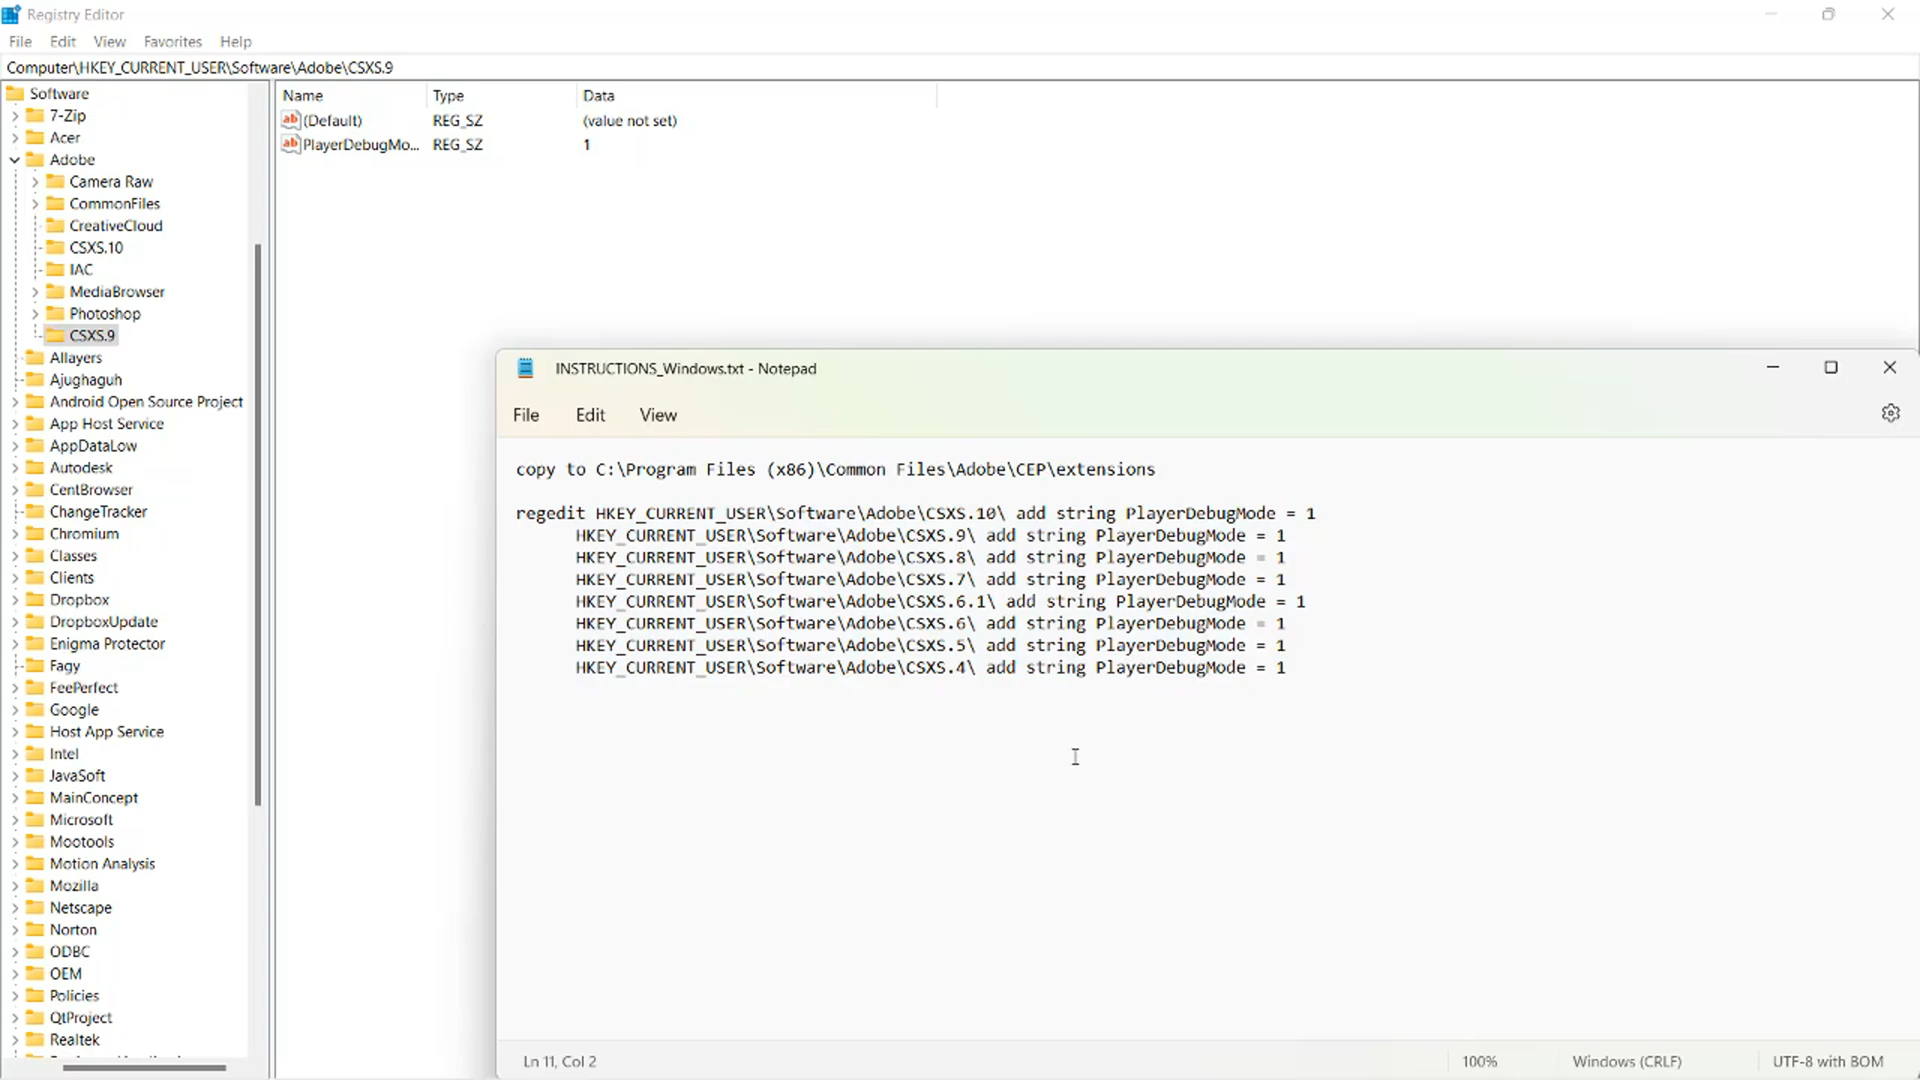 Registry Editor
File Edit View Favorites Help
Computer\HKEY_CURRENT_USER\Software\Adobe\CSXS.9
Software
7-Zip
Acer
Adobe
Camera Raw
CommonFiles
CreativeCloud
CSXS.10
IAC
MediaBrowser
Photoshop
CSXS.9
Allayers
Ajughaguh
Android Open Source Project
App Host Service
AppDataLow
Autodesk
CentBrowser
ChangeTracker
Chromium
Classes
Clients
Dropbox
DropboxUpdate
Enigma Protector
Fagy
FeePerfect
Google
Host App Service
Intel
JavaSoft
MainConcept
Microsoft
Mootools
Motion Analysis
Mozilla
Netscape
Norton
ODBC
OEM
Policies
QtProject
Realtek
Name Type Data
(Default) REG_SZ (value not set)
PlayerDebugMo... REG_SZ 1
INSTRUCTIONS_Windows.txt - Notepad
File Edit View
copy to C:\Program Files (x86)\Common Files\Adobe\CEP\extensions
regedit HKEY_CURRENT_USER\Software\Adobe\CSXS.10\ add string PlayerDebugMode = 1
HKEY_CURRENT_USER\Software\Adobe\CSXS.9\ add string PlayerDebugMode = 1
HKEY_CURRENT_USER\Software\Adobe\CSXS.8\ add string PlayerDebugMode = 1
HKEY_CURRENT_USER\Software\Adobe\CSXS.7\ add string PlayerDebugMode = 1
HKEY_CURRENT_USER\Software\Adobe\CSXS.6.1\ add string PlayerDebugMode = 1
HKEY_CURRENT_USER\Software\Adobe\CSXS.6\ add string PlayerDebugMode = 1
HKEY_CURRENT_USER\Software\Adobe\CSXS.5\ add string PlayerDebugMode = 1
HKEY_CURRENT_USER\Software\Adobe\CSXS.4\ add string PlayerDebugMode = 1
Ln 11, Col 2 100% Windows (CRLF) UTF-8 with BOM